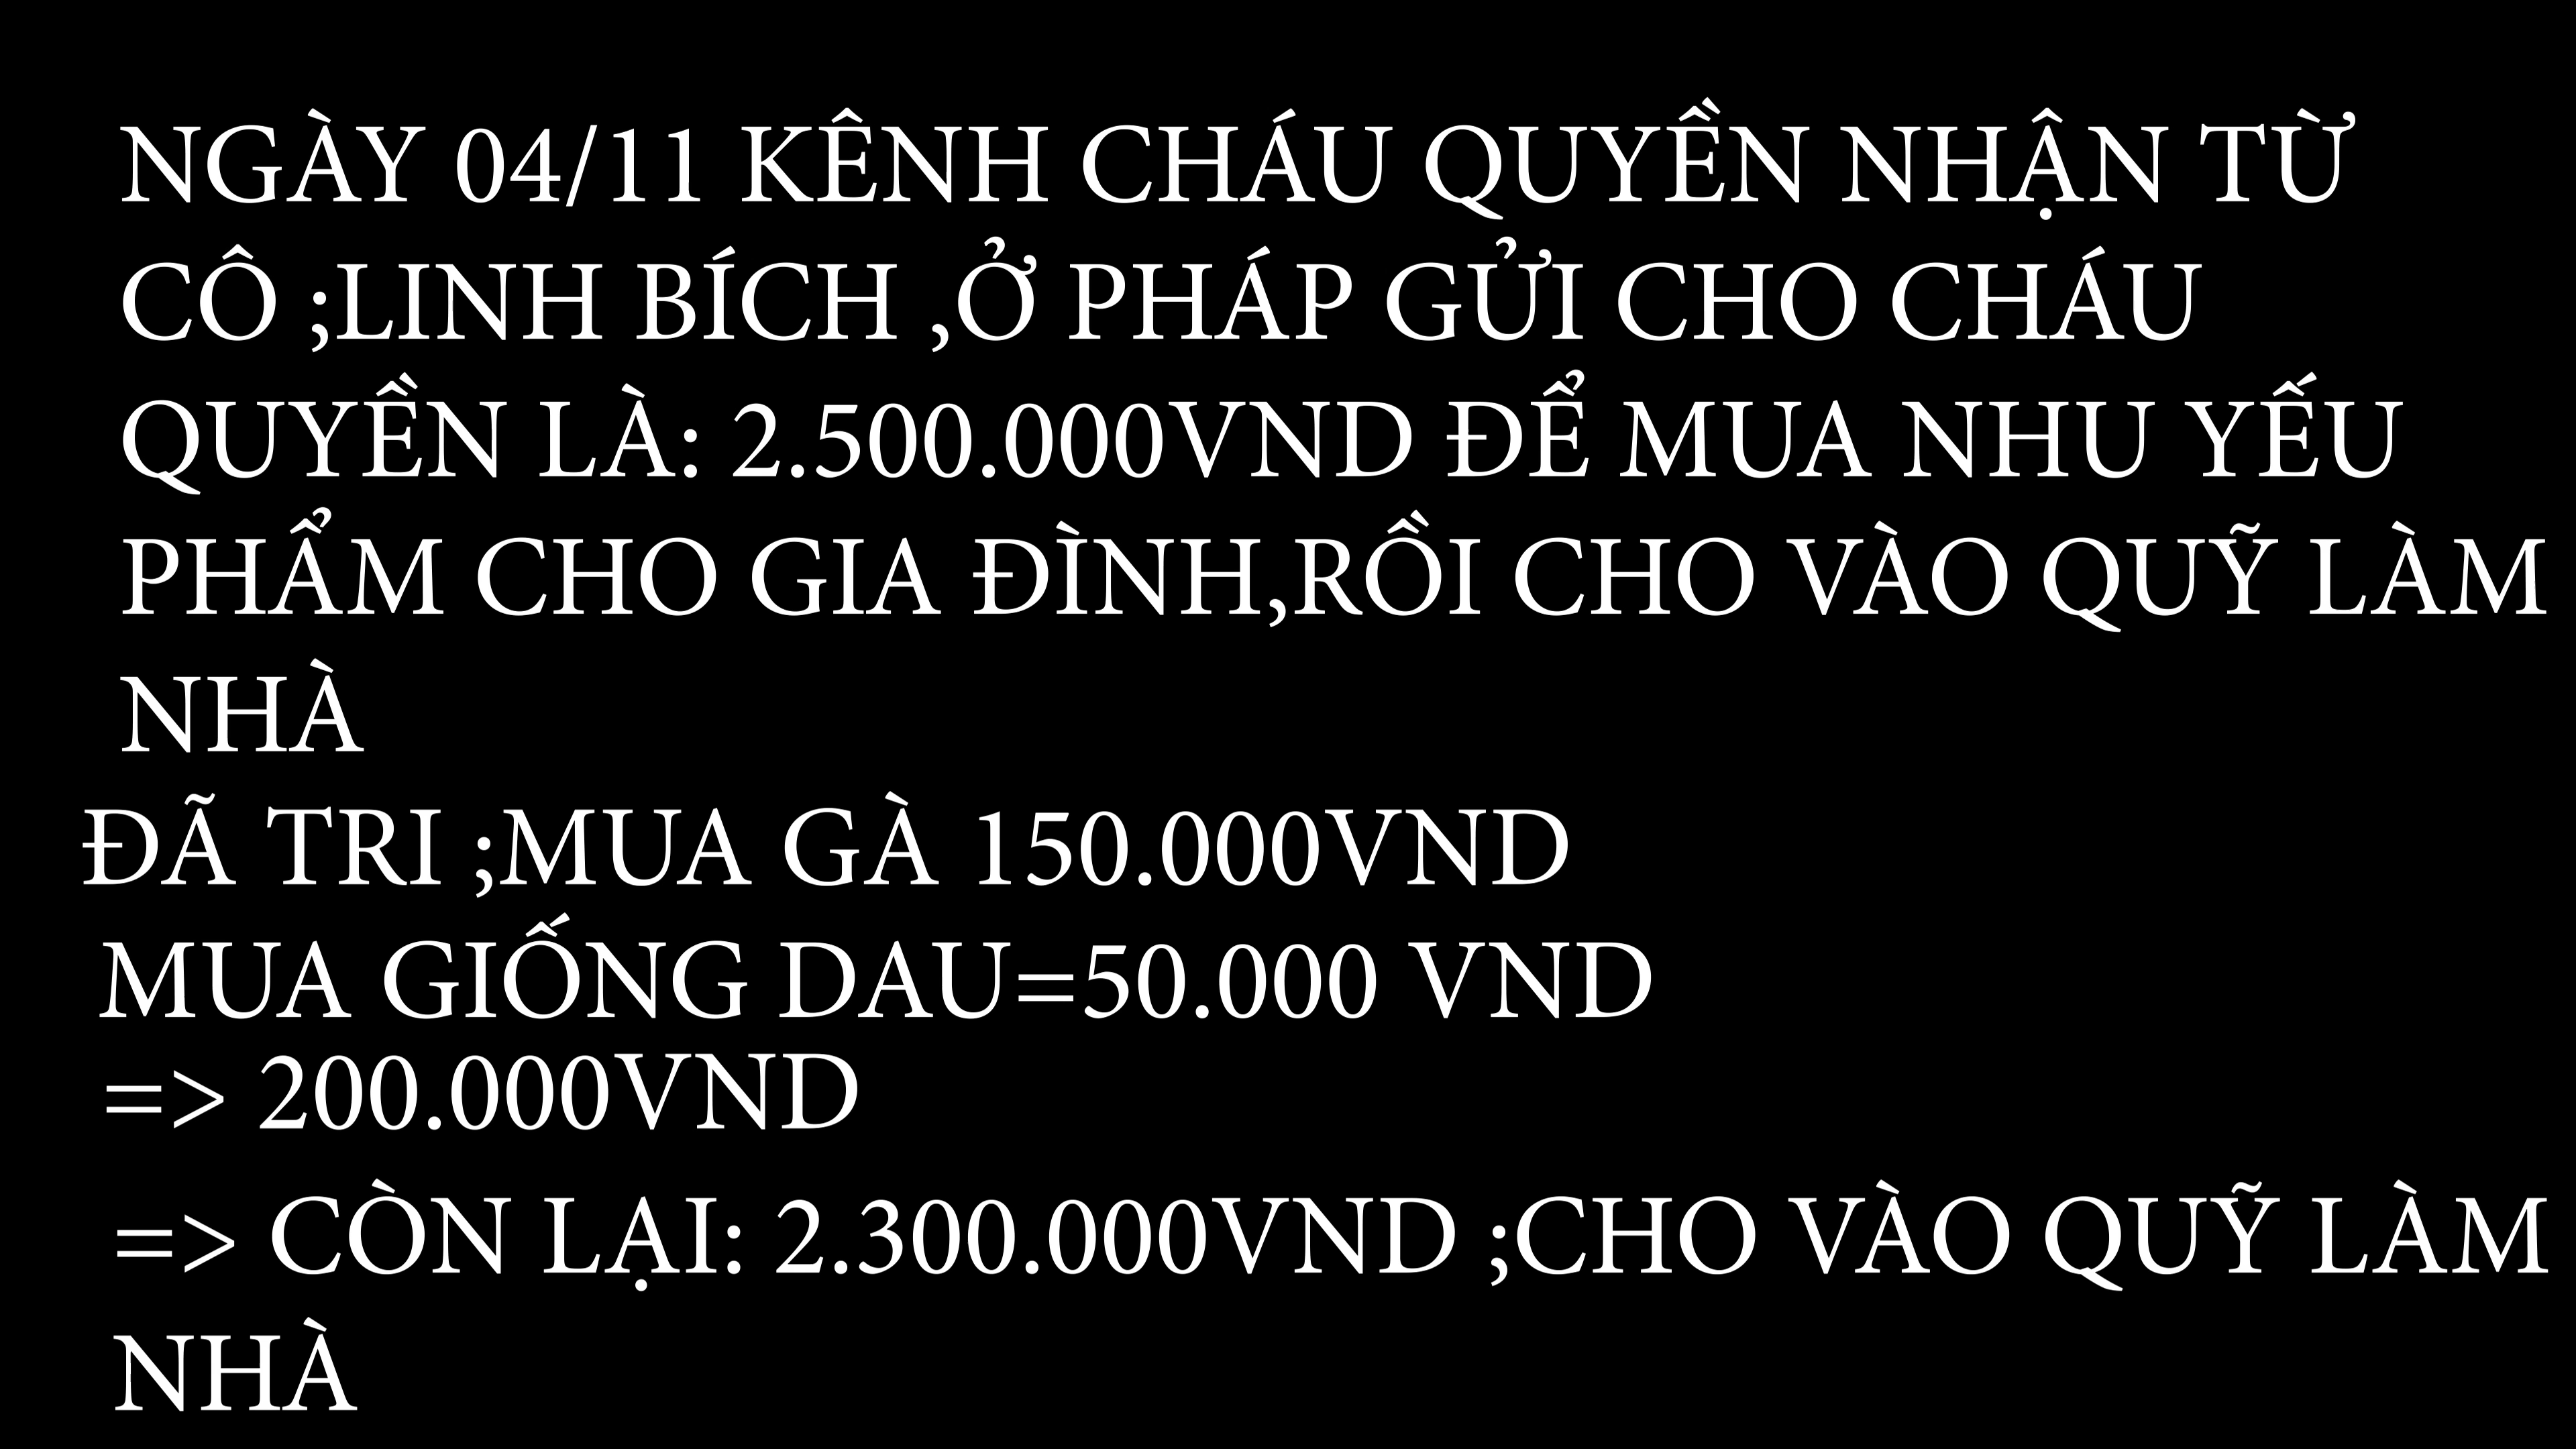 NGÀY 04/11 KÊNH CHÁU QUYỀN NHẬN TỪ
CÔ ;LINH BÍCH ,Ở PHÁP GỬI CHO CHÁU
QUYỀN LÀ: 2.500.000VND ĐỂ MUA NHU YẾU
PHẨM CHO GIA ĐÌNH,RỒI CHO VÀO QUỸ LÀM
NHÀ
ĐÃ TRI ;MUA GÀ 150.000VND
MUA GIỐNG DAU=50.000 VND
=> 200.000VND
=> CÒN LẠI: 2.300.000VND ;CHO VÀO QUỸ LÀM
NHÀ